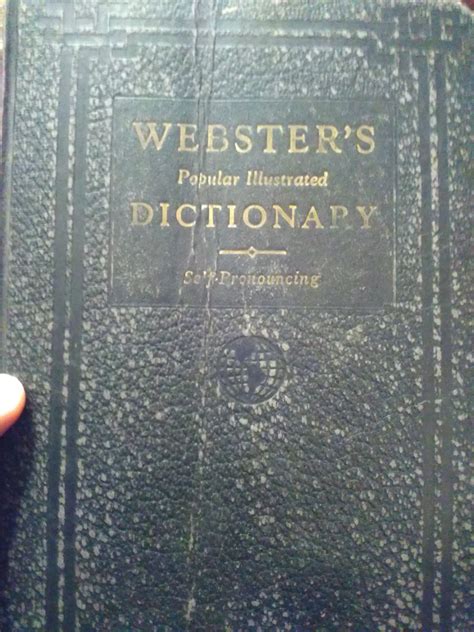 WEBSTER'S
Popular Illustrated
DICTIONARY
Self-Pronouncing